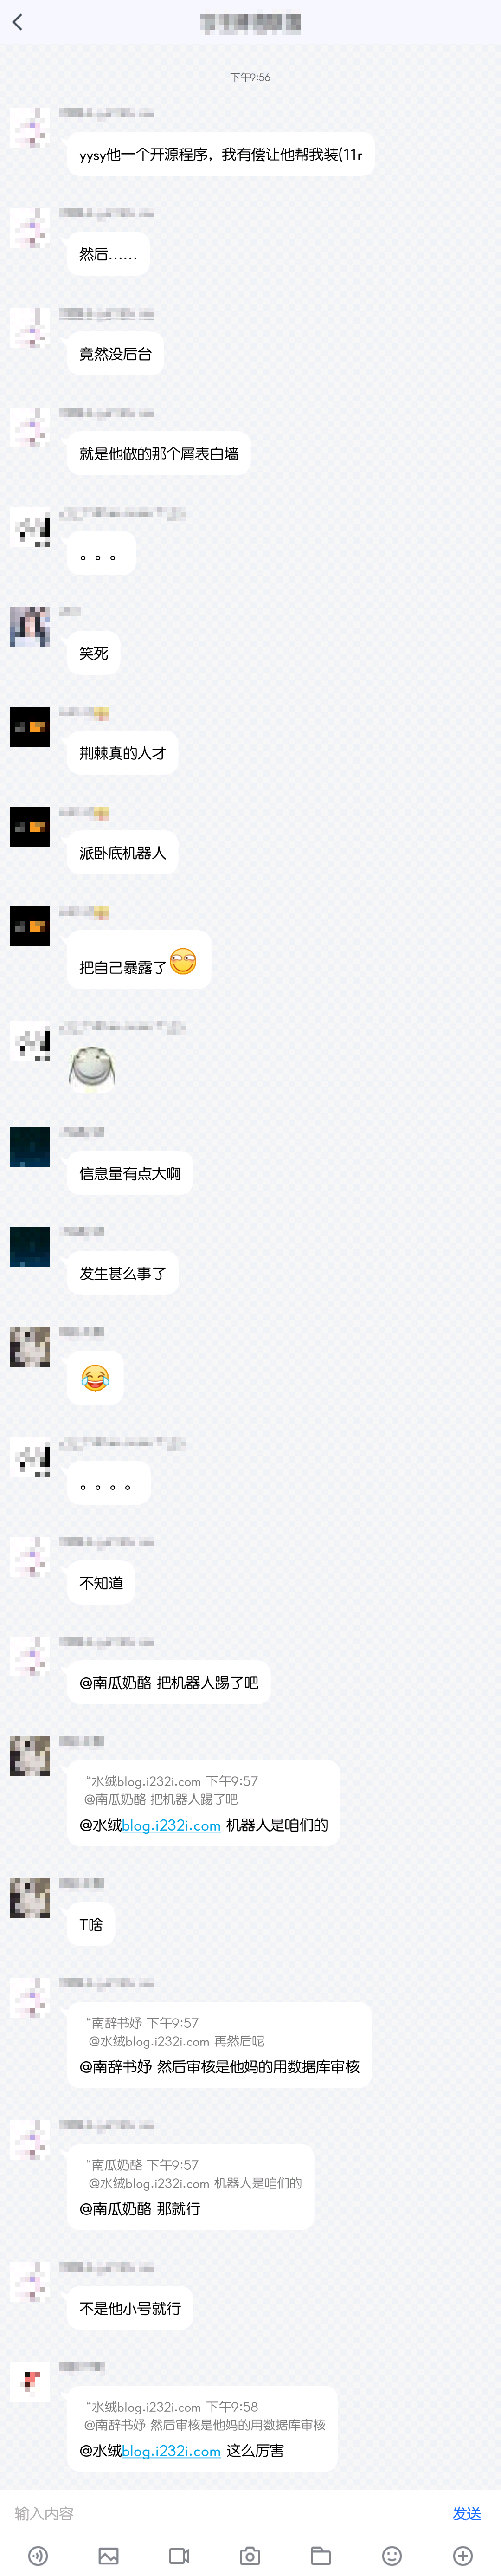 下午9:56
yysy他一个开源程序，我有偿让他帮我装(11r
然后……
竟然没后台
就是他做的那个屑表白墙
。。。
笑死
荆棘真的人才
派卧底机器人
把自己暴露了
信息量有点大啊
发生甚么事了
。。。。
不知道
@南瓜奶酪 把机器人踢了吧
“水绒blog.i232i.com 下午9:57
@南瓜奶酪 把机器人踢了吧
@水绒blog.i232i.com 机器人是咱们的
T啥
“南辞书妤 下午9:57
@水绒blog.i232i.com 再然后呢
@南辞书妤 然后审核是他妈的用数据库审核
“南瓜奶酪 下午9:57
@水绒blog.i232i.com 机器人是咱们的
@南瓜奶酪 那就行
不是他小号就行
“水绒blog.i232i.com 下午9:58
@南辞书妤 然后审核是他妈的用数据库审核
@水绒blog.i232i.com 这么厉害
输入内容
发送